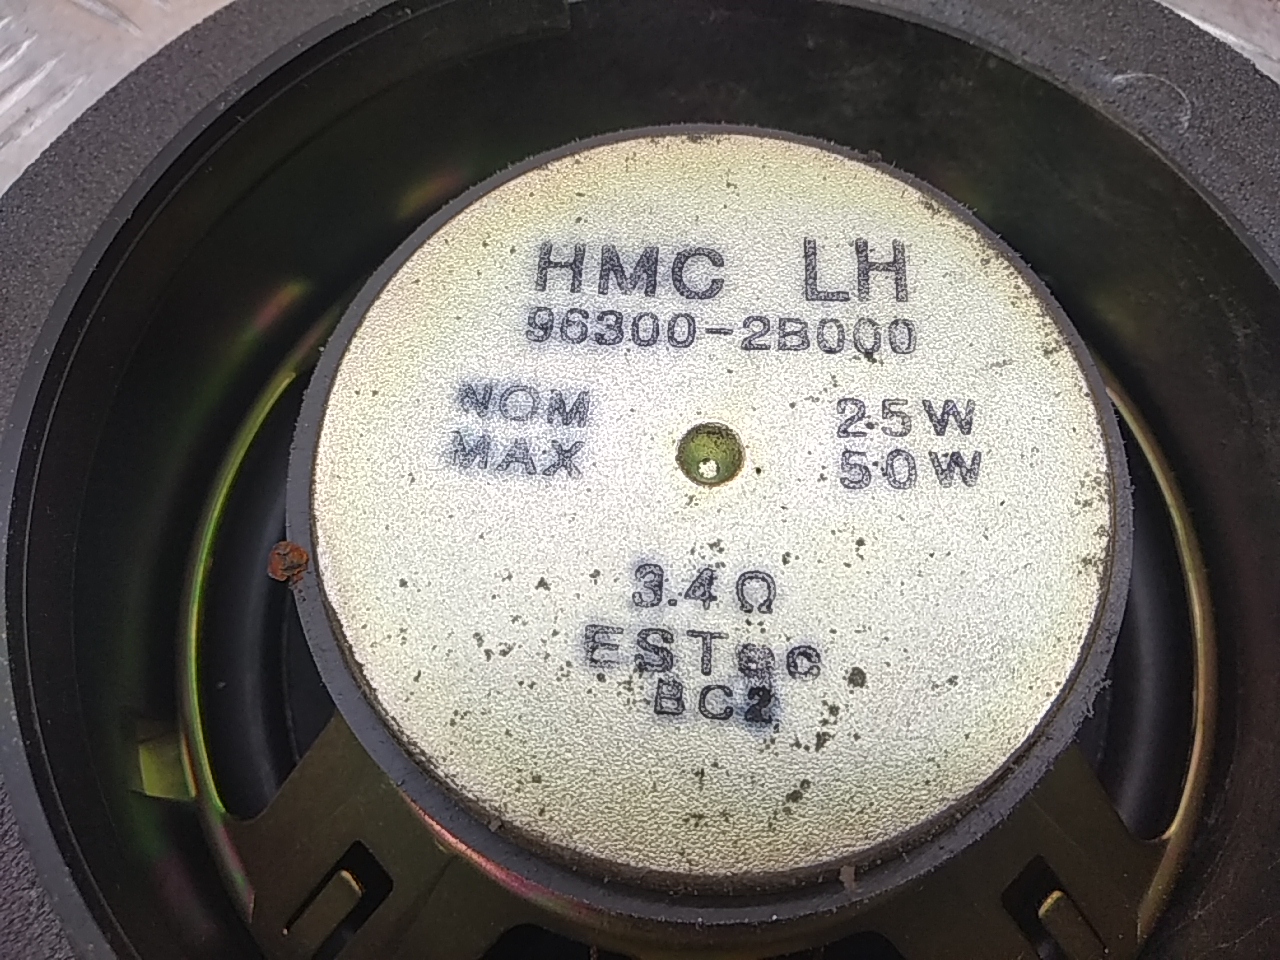 HMC LH
96300-2B000
NOM 25W
MAX 50W
3.4Ω
ESTec
BC2